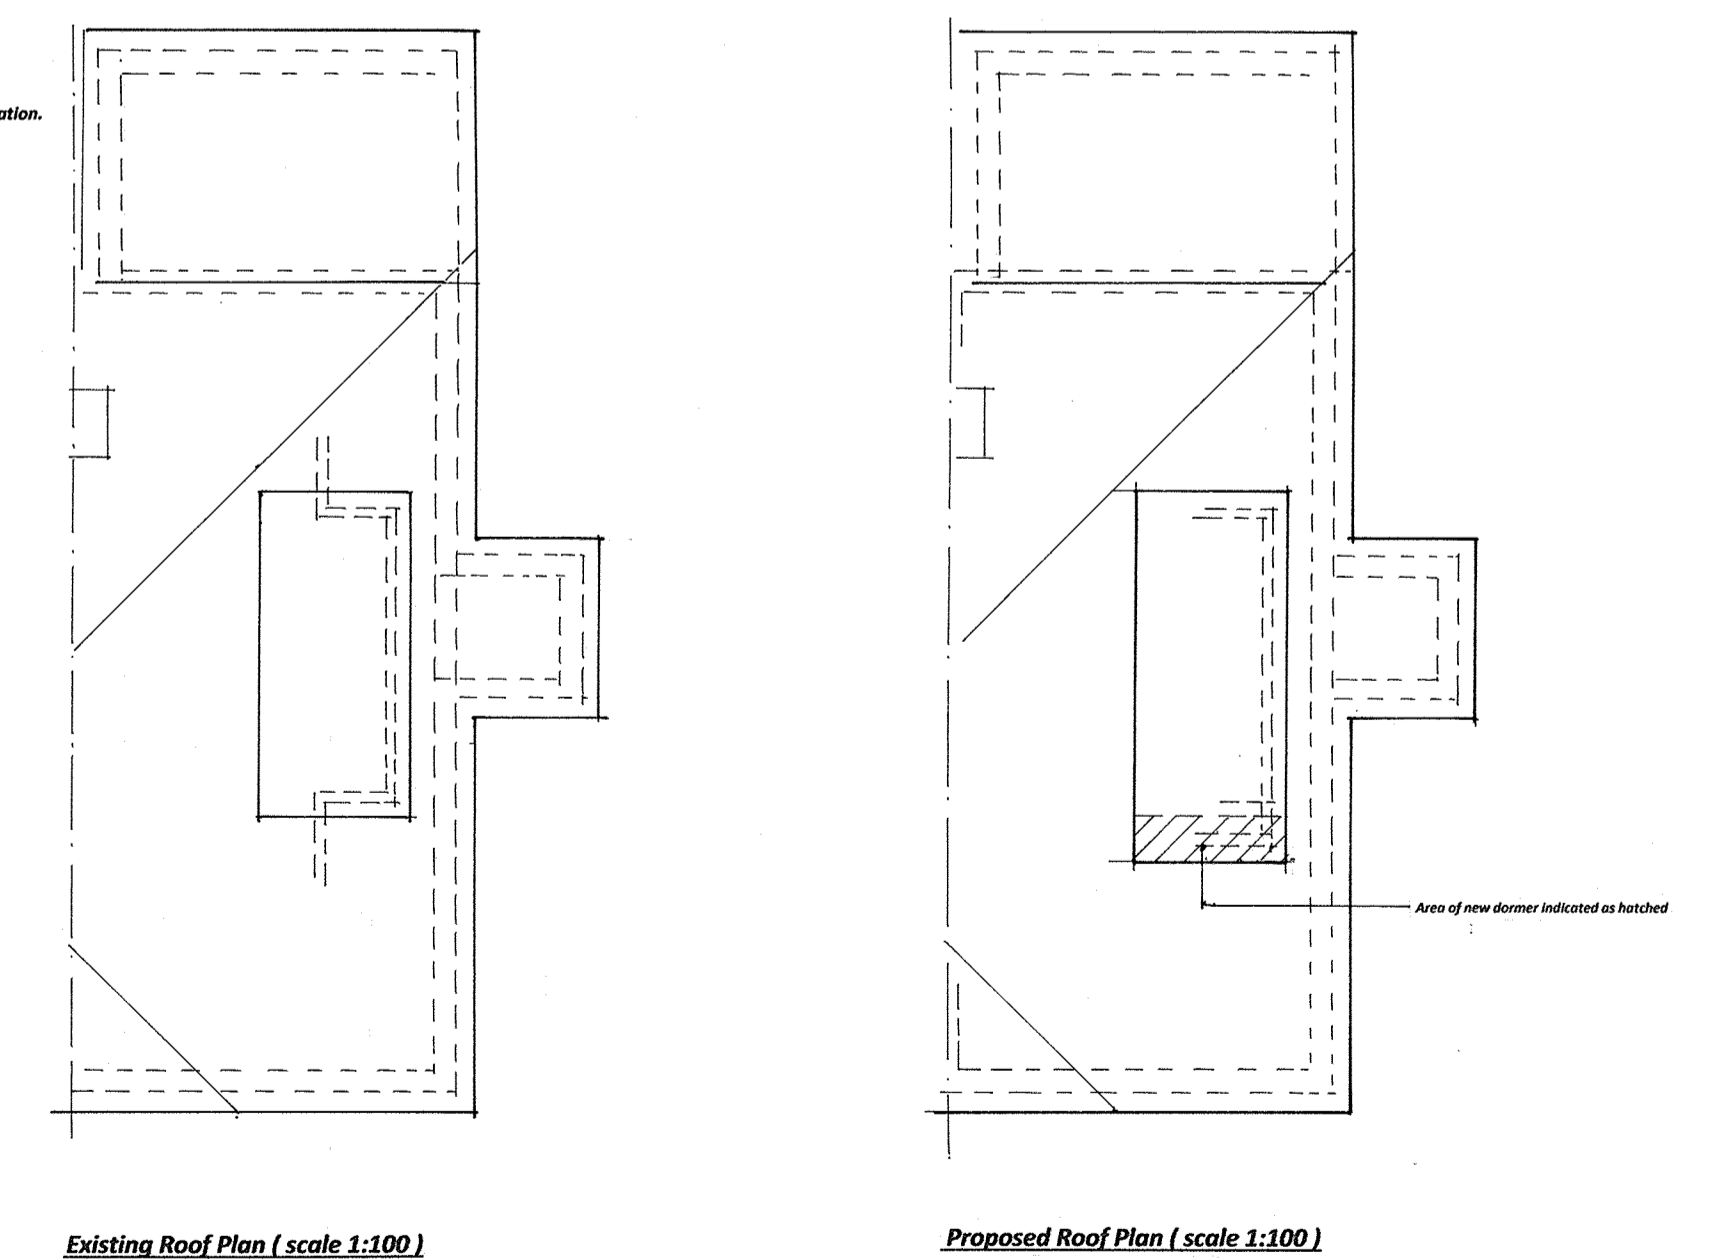 ation.
Area of new dormer indicated as hatched
Existing Roof Plan ( scale 1:100 )
Proposed Roof Plan ( scale 1:100 )